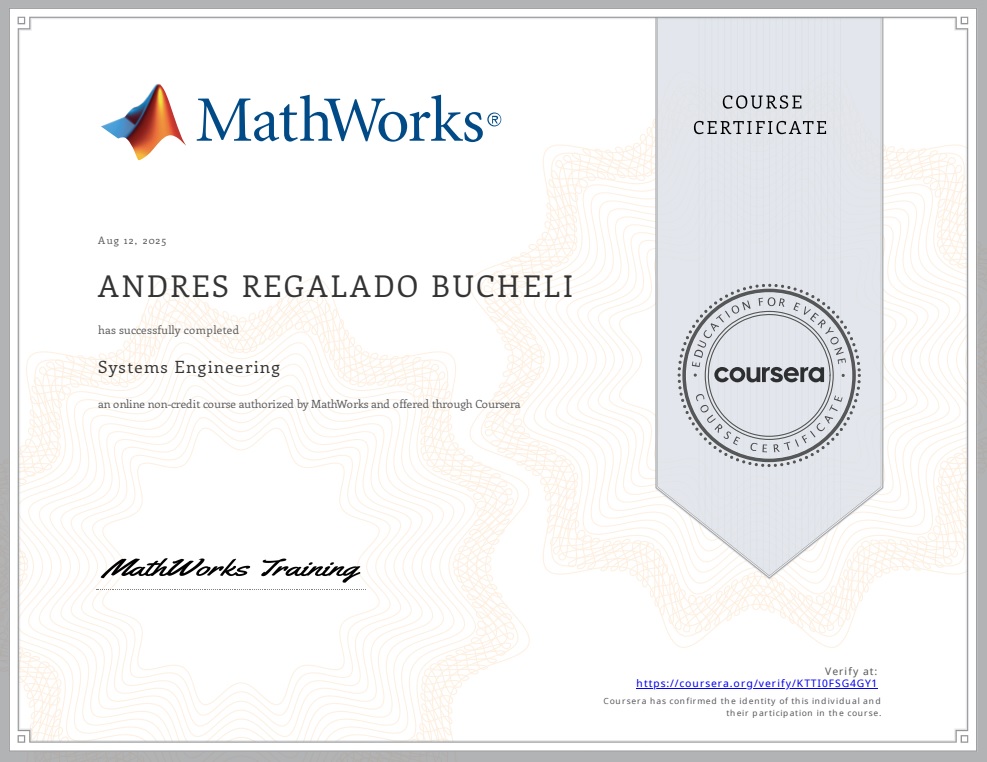 MathWorks®
COURSE
CERTIFICATE
Aug 12, 2025
ANDRES REGALADO BUCHELI
has successfully completed
Systems Engineering
an online non-credit course authorized by MathWorks and offered through Coursera
EDUCATION FOR EVERYONE
coursera
COURSE CERTIFICATE
MathWorks Training
Verify at:
https://coursera.org/verify/KTTI0FSG4GY1
Coursera has confirmed the identity of this individual and
their participation in the course.